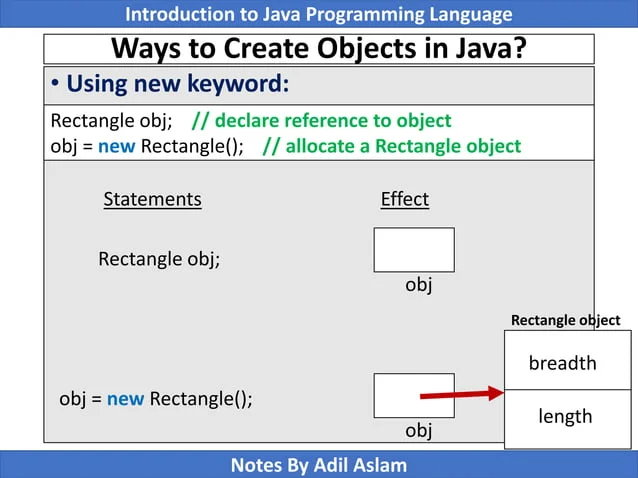 Introduction to Java Programming Language
Ways to Create Objects in Java?
• Using new keyword:
Rectangle obj; // declare reference to object
obj = new Rectangle(); // allocate a Rectangle object
Statements Effect
Rectangle obj;
obj
Rectangle object
breadth
obj = new Rectangle();
length
obj
Notes By Adil Aslam